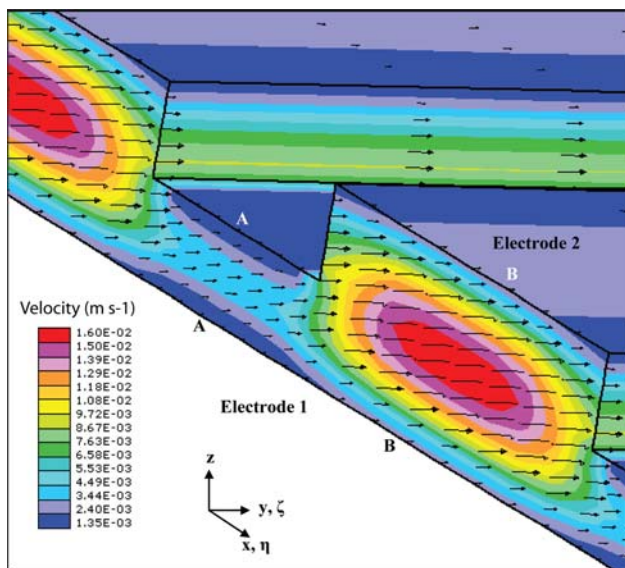 A
Electrode 2
B
Velocity (m s-1)
1.60E-02
1.50E-02
1.39E-02
1.29E-02
1.18E-02
1.08E-02
9.72E-03
8.67E-03
7.63E-03
6.58E-03
5.53E-03
4.49E-03
3.44E-03
2.40E-03
1.35E-03
A
Electrode 1
B
z
y, ζ
x, η